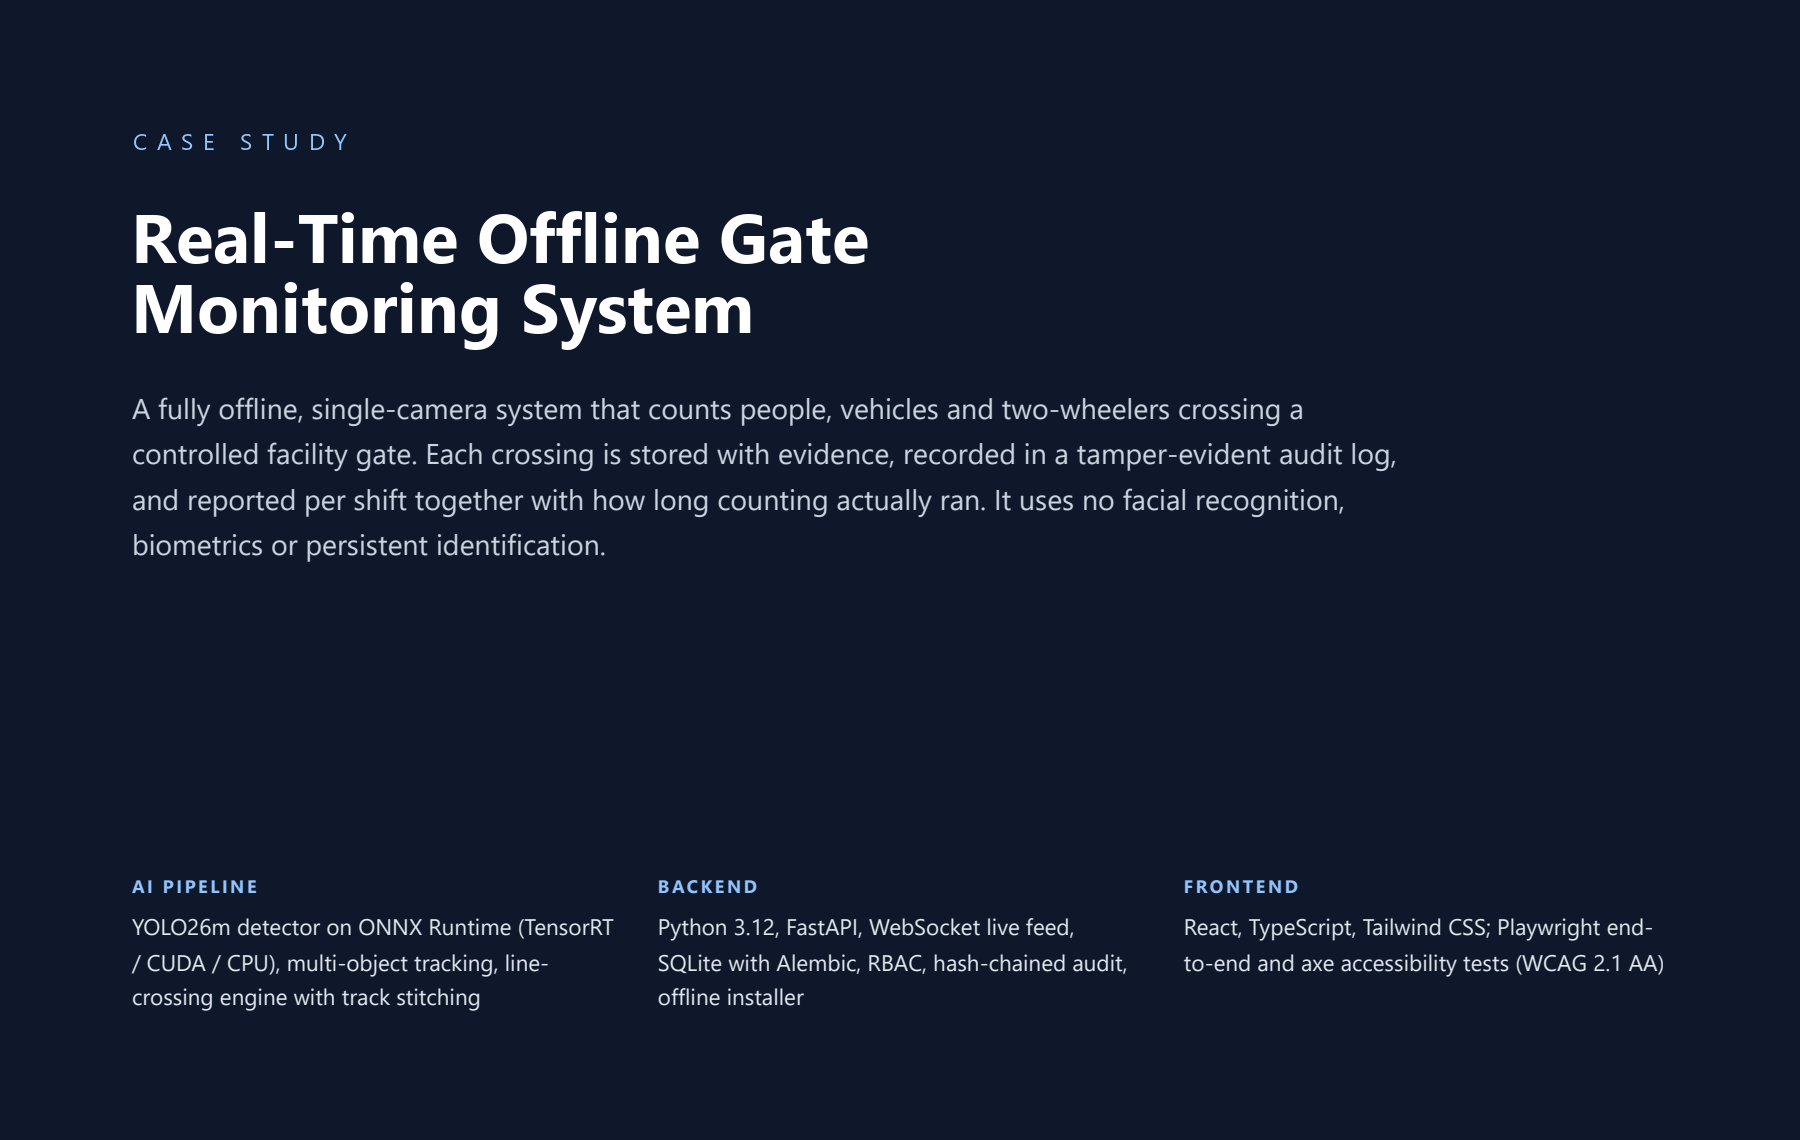 CASE STUDY
Real-Time Offline Gate
Monitoring System
A fully offline, single-camera system that counts people, vehicles and two-wheelers crossing a
controlled facility gate. Each crossing is stored with evidence, recorded in a tamper-evident audit log,
and reported per shift together with how long counting actually ran. It uses no facial recognition,
biometrics or persistent identification.
AI PIPELINE
YOLO26m detector on ONNX Runtime (TensorRT
/ CUDA / CPU), multi-object tracking, line-
crossing engine with track stitching
BACKEND
Python 3.12, FastAPI, WebSocket live feed,
SQLite with Alembic, RBAC, hash-chained audit,
offline installer
FRONTEND
React, TypeScript, Tailwind CSS; Playwright end-
to-end and axe accessibility tests (WCAG 2.1 AA)